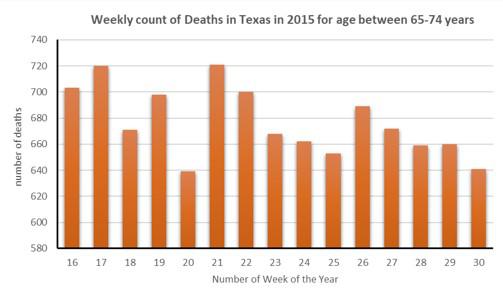 Weekly count of Deaths in Texas in 2015 for age between 65-74 years
740
720
700
680
660
640
620
600
580
number of deaths
16 17 18 19 20 21 22 23 24 25 26 27 28 29 30
Number of Week of the Year